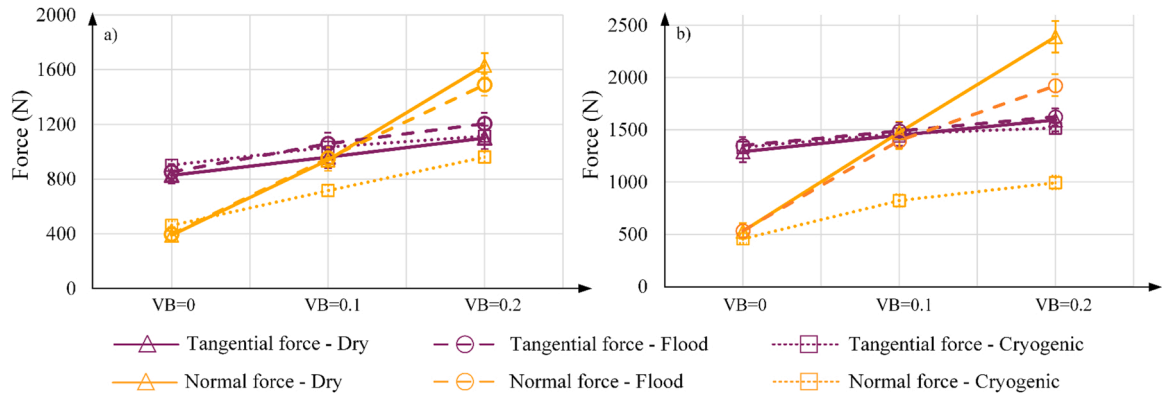 a)
Force (N)
2000
1600
1200
800
400
0
VB=0 VB=0.1 VB=0.2
b)
Force (N)
2500
2000
1500
1000
500
0
VB=0 VB=0.1 VB=0.2
Tangential force - Dry Tangential force - Flood Tangential force - Cryogenic
Normal force - Dry Normal force - Flood Normal force - Cryogenic